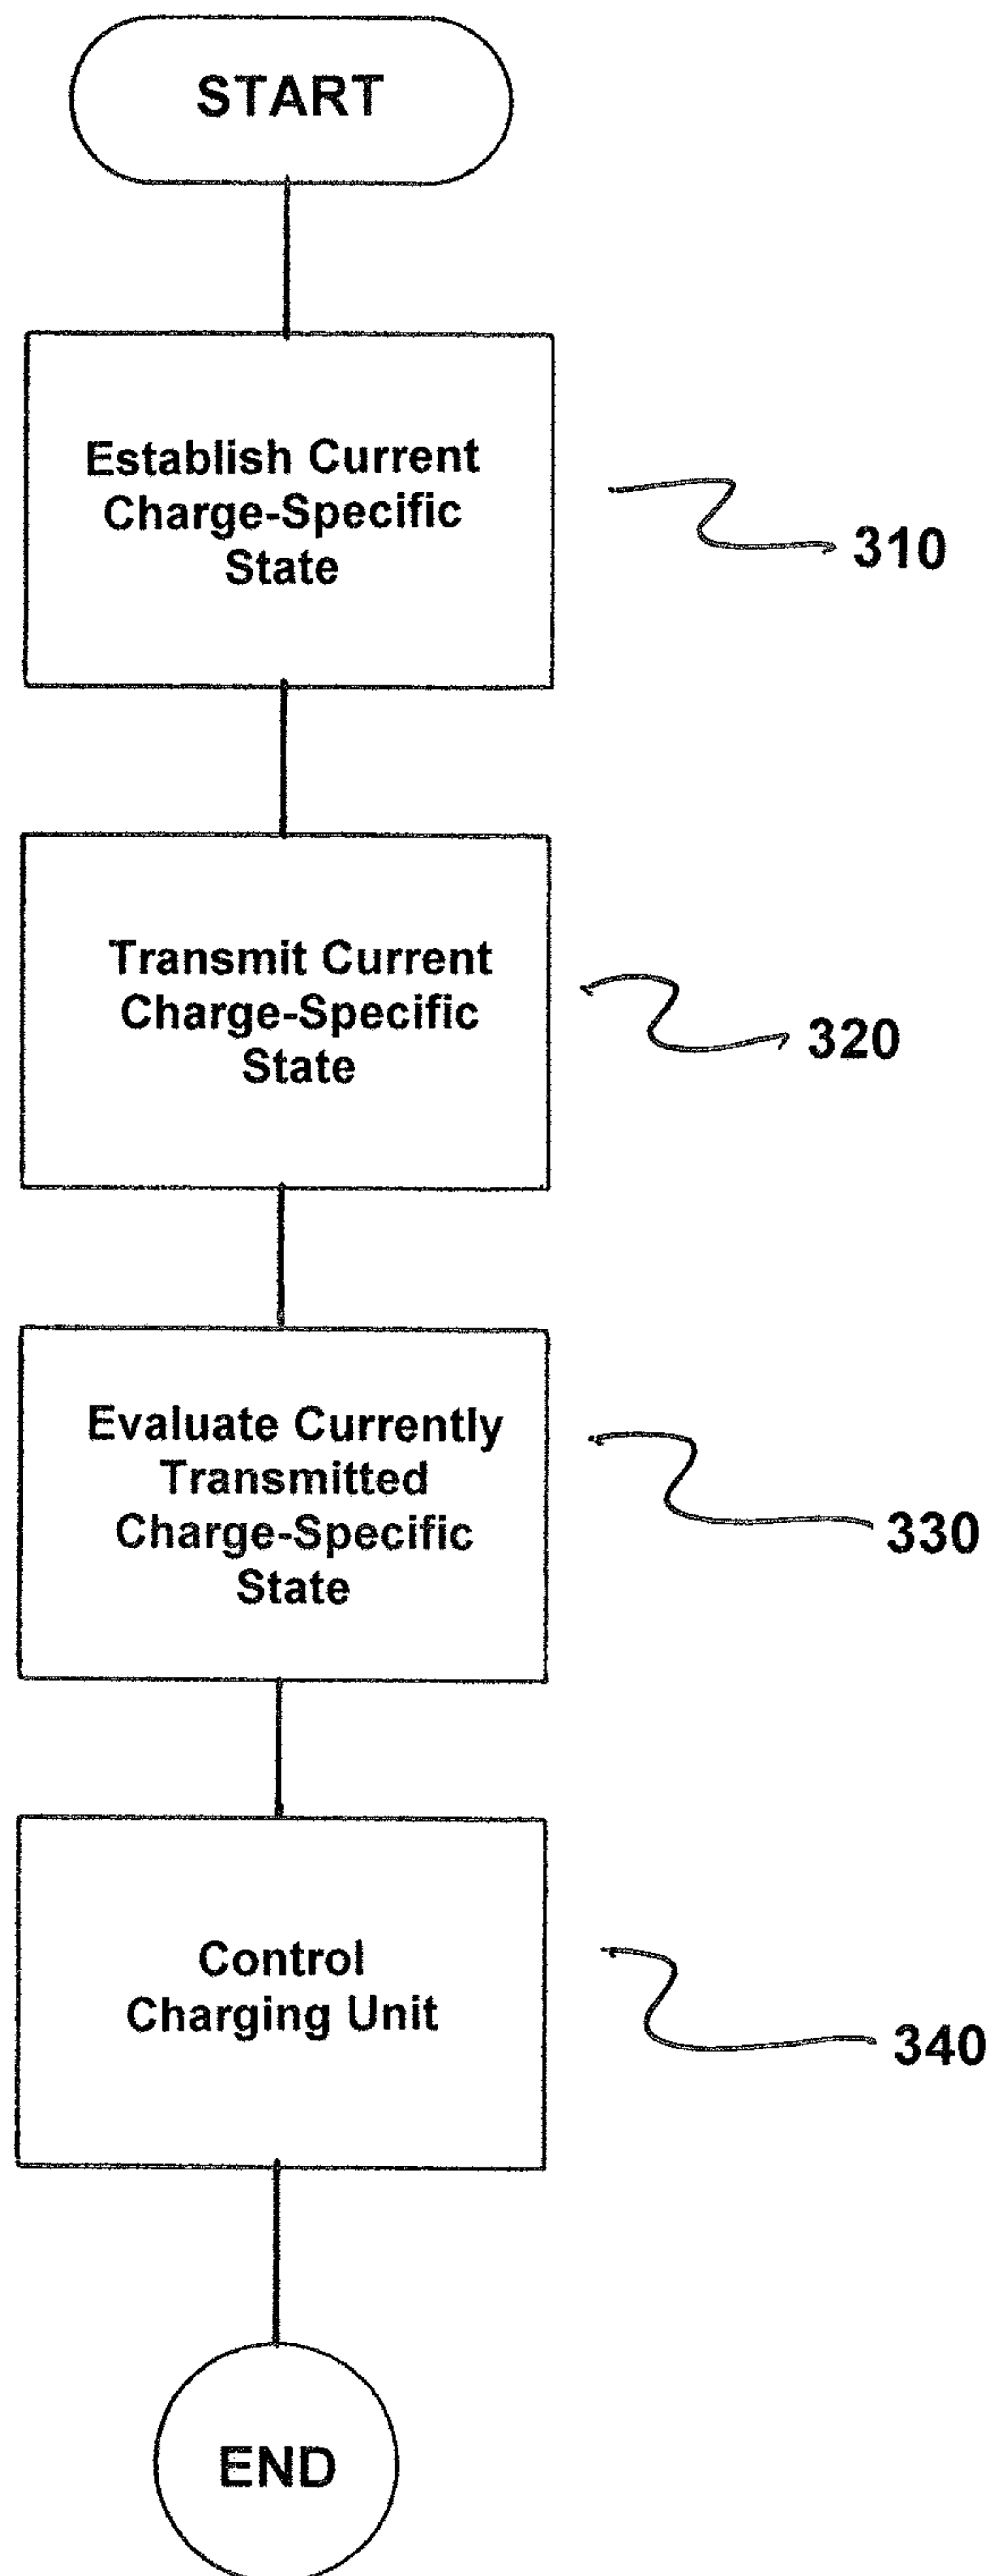 START
Establish Current
Charge-Specific
State
310
Transmit Current
Charge-Specific
State
320
Evaluate Currently
Transmitted
Charge-Specific
State
330
Control
Charging Unit
340
END